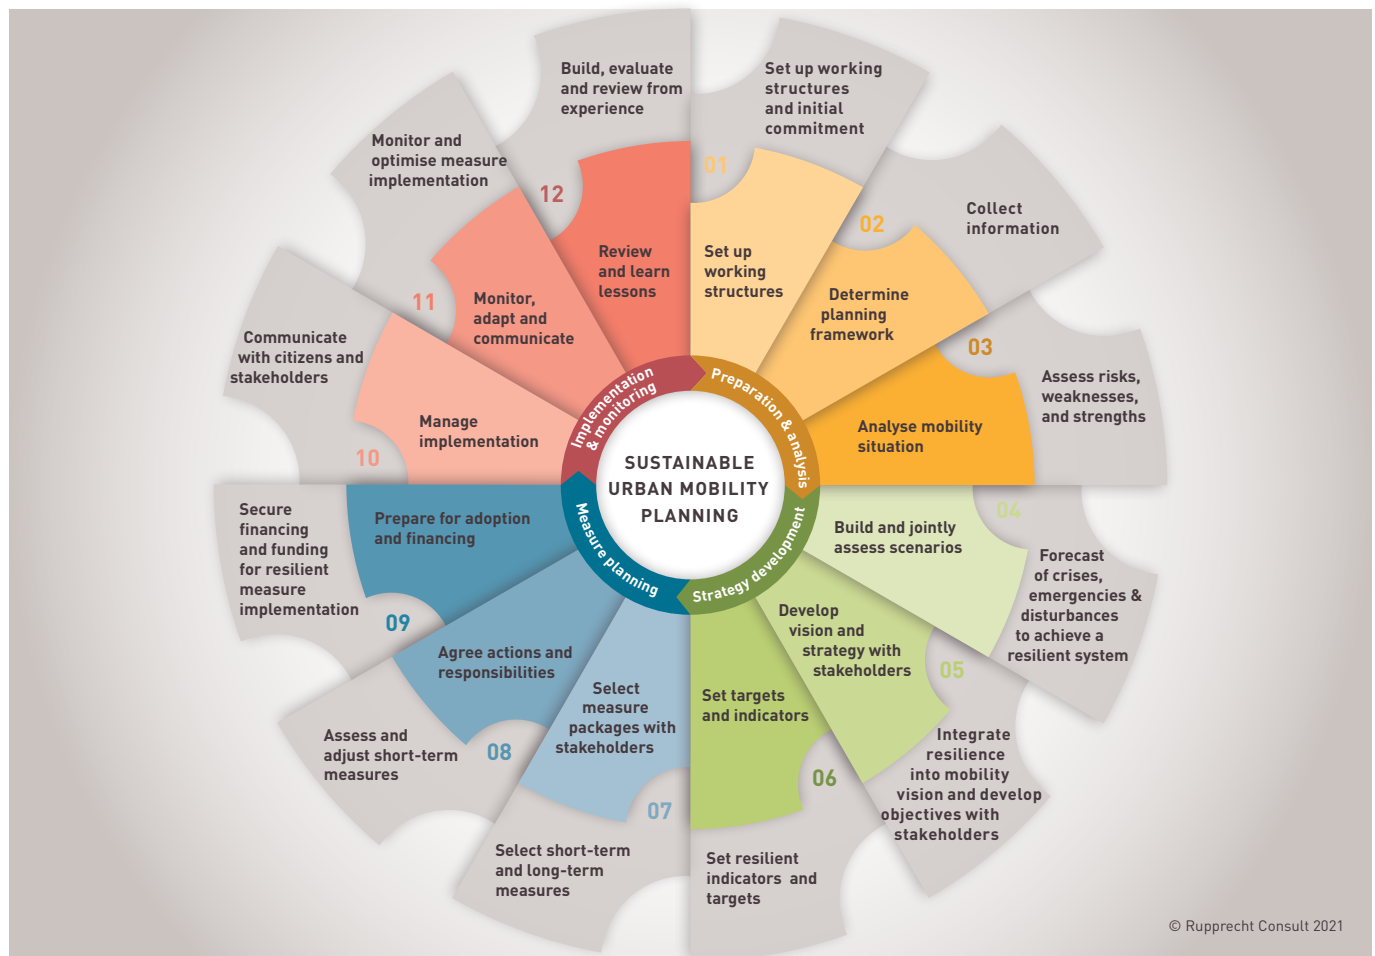 SUSTAINABLE
URBAN MOBILITY
PLANNING
Preparation & analysis
Strategy development
Measure planning
Implementation
& monitoring
01
Set up working
structures
and initial
commitment
Set up
working
structures
02
Collect
information
Determine
planning
framework
03
Assess risks,
weaknesses,
and strengths
Analyse mobility
situation
04
Forecast
of crises,
emergencies &
disturbances
to achieve a
resilient system
Build and jointly
assess scenarios
05
Integrate
resilience
into mobility
vision and develop
objectives with
stakeholders
Develop
vision and
strategy with
stakeholders
06
Set resilient
indicators and
targets
Set targets
and indicators
07
Select short-term
and long-term
measures
Select
measure
packages with
stakeholders
08
Assess and
adjust short-term
measures
Agree actions and
responsibilities
09
Secure
financing
and funding
for resilient
measure
implementation
Prepare for adoption
and financing
10
Communicate
with citizens and
stakeholders
Manage
implementation
11
Monitor and
optimise measure
implementation
Monitor,
adapt and
communicate
12
Build, evaluate
and review from
experience
Review
and learn
lessons
© Rupprecht Consult 2021